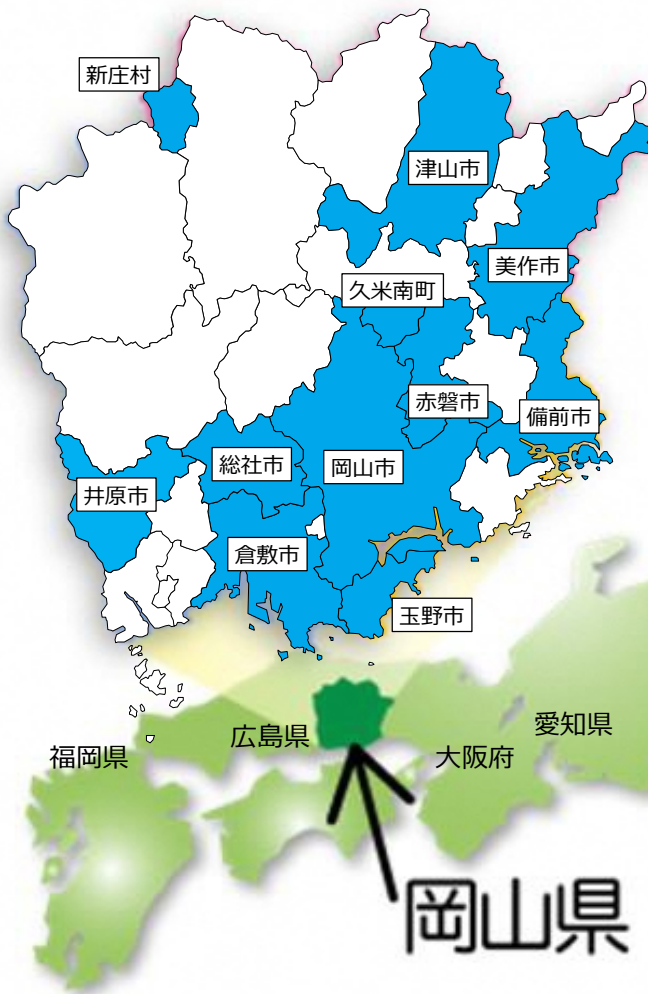 新庄村
津山市
美作市
久米南町
赤磐市
備前市
総社市
岡山市
井原市
倉敷市
玉野市
愛知県
広島県
大阪府
福岡県
岡山県